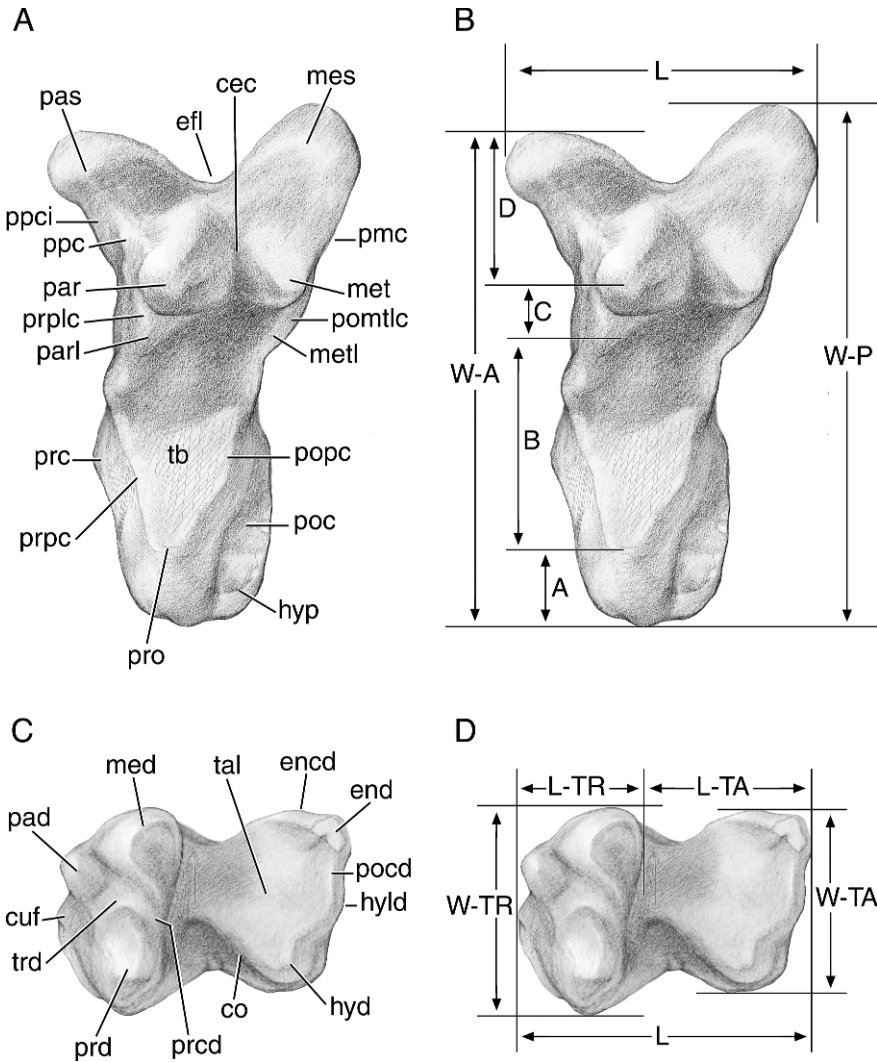 A
pas
efl
cec
mes
ppci
ppc
par
prplc
parl
pmc
met
pomtlc
metl
prc
tb
popc
prpc
poc
hyp
pro
B
L
D
C
W-A
W-P
B
A
C
med
tal
encd
end
pad
pocd
hyld
cuf
trd
prd
prcd
co
hyd
D
L-TR
L-TA
W-TR
W-TA
L